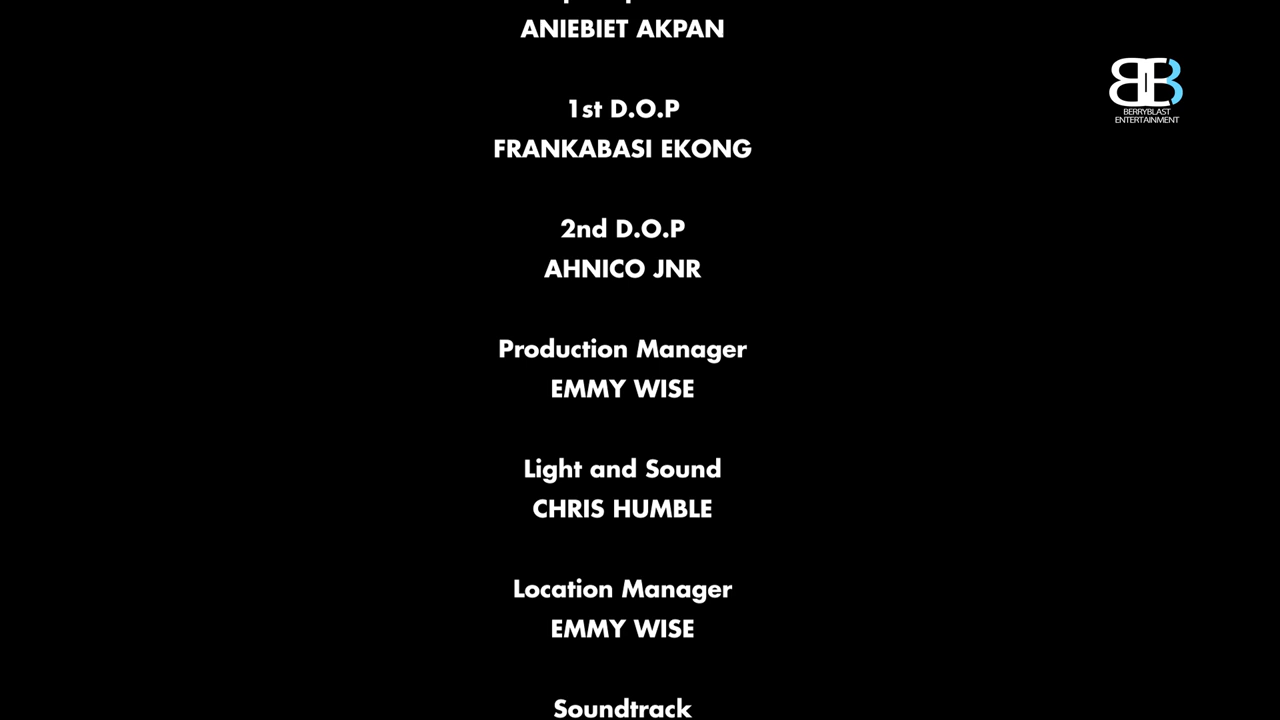 ANIEBIET AKPAN
1st D.O.P
FRANKABASI EKONG
2nd D.O.P
AHNICO JNR
Production Manager
EMMY WISE
Light and Sound
CHRIS HUMBLE
Location Manager
EMMY WISE
Soundtrack
BERRYBLAST
ENTERTAINMENT